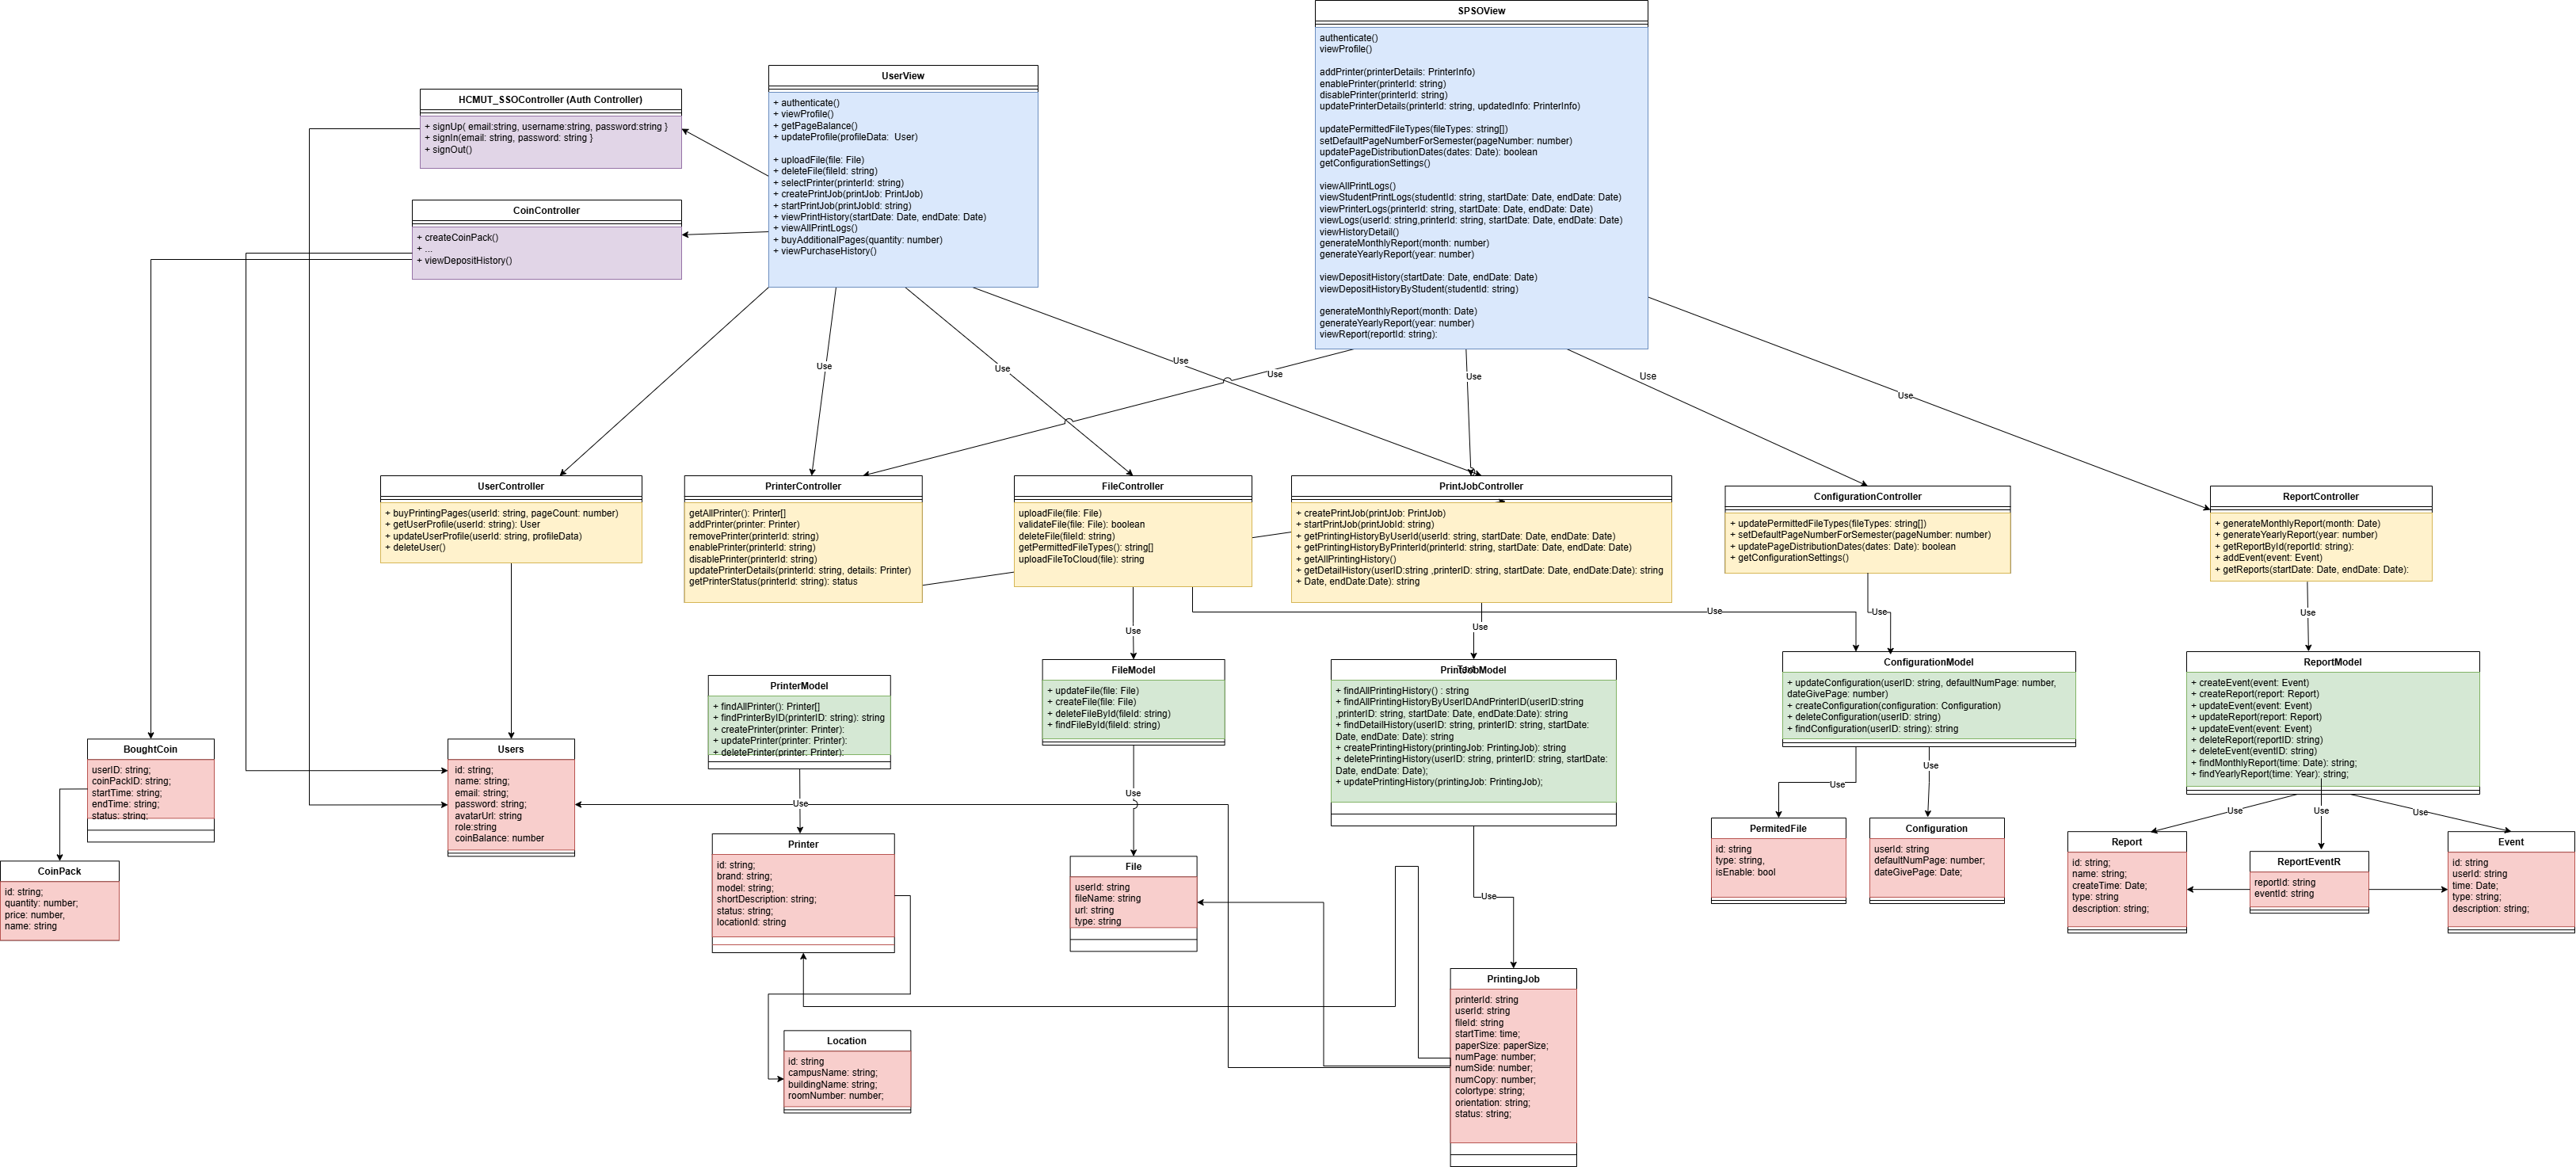 SPSOView
authenticate()
viewProfile()
addPrinter(printerDetails: PrinterInfo)
enablePrinter(printerId: string)
disablePrinter(printerId: string)
updatePrinterDetails(printerId: string, updatedInfo: PrinterInfo)
updatePermittedFileTypes(fileTypes: string[])
setDefaultPageNumberForSemester(pageNumber: number)
updatePageDistributionDates(dates: Date): boolean
getConfigurationSettings()
viewAllPrintLogs()
viewStudentPrintLogs(studentId: string, startDate: Date, endDate: Date)
viewPrinterLogs(printerId: string, startDate: Date, endDate: Date)
viewLogs(userId: string,printerId: string, startDate: Date, endDate: Date)
viewHistoryDetail()
generateMonthlyReport(month: number)
generateYearlyReport(year: number)
viewDepositHistory(startDate: Date, endDate: Date)
viewDepositHistoryByStudent(studentId: string)
generateMonthlyReport(month: Date)
generateYearlyReport(year: number)
viewReport(reportId: string):
UserView
+ authenticate()
+ viewProfile()
+ getPageBalance()
+ updateProfile(profileData:  User)
+ uploadFile(file: File)
+ deleteFile(fileId: string)
+ selectPrinter(printerId: string)
+ createPrintJob(printJob: PrintJob)
+ startPrintJob(printJobId: string)
+ viewPrintHistory(startDate: Date, endDate: Date)
+ viewAllPrintLogs()
+ buyAdditionalPages(quantity: number)
+ viewPurchaseHistory()
HCMUT_SSOController (Auth Controller)
+ signUp( email:string, username:string, password:string }
+ signIn(email: string, password: string }
+ signOut()
CoinController
+ createCoinPack()
+ ...
+ viewDepositHistory()
Use
Use
Use
Use
Use
Use
Use
UserController
+ buyPrintingPages(userId: string, pageCount: number)
+ getUserProfile(userId: string): User
+ updateUserProfile(userId: string, profileData)
+ deleteUser()
PrinterController
getAllPrinter(): Printer[]
addPrinter(printer: Printer)
removePrinter(printerId: string)
enablePrinter(printerId: string)
disablePrinter(printerId: string)
updatePrinterDetails(printerId: string, details: Printer)
getPrinterStatus(printerId: string): status
FileController
uploadFile(file: File)
validateFile(file: File): boolean
deleteFile(fileId: string)
getPermittedFileTypes(): string[]
uploadFileToCloud(file): string
PrintJobController
+ createPrintJob(printJob: PrintJob)
+ startPrintJob(printJobId: string)
+ getPrintingHistoryByUserId(userId: string, startDate: Date, endDate: Date)
+ getPrintingHistoryByPrinterId(printerId: string, startDate: Date, endDate: Date)
+ getAllPrintingHistory()
+ getDetailHistory(userID:string ,printerID: string, startDate: Date, endDate:Date): string
+ Date, endDate:Date): string
ConfigurationController
+ updatePermittedFileTypes(fileTypes: string[])
+ setDefaultPageNumberForSemester(pageNumber: number)
+ updatePageDistributionDates(dates: Date): boolean
+ getConfigurationSettings()
ReportController
+ generateMonthlyReport(month: Date)
+ generateYearlyReport(year: number)
+ getReportById(reportId: string):
+ addEvent(event: Event)
+ getReports(startDate: Date, endDate: Date):
Use
Use
Use
Use
Use
PrinterModel
+ findAllPrinter(): Printer[]
+ findPrinterByID(printerID: string): string
+ createPrinter(printer: Printer):
+ updatePrinter(printer: Printer):
+ deletePrinter(printer: Printer):
FileModel
+ updateFile(file: File)
+ createFile(file: File)
+ deleteFileById(fileId: string)
+ findFileById(fileId: string)
PrintJobModel
+ findAllPrintingHistory() : string
+ findAllPrintingHistoryByUserIDAndPrinterID(userID:string
,printerID: string, startDate: Date, endDate:Date): string
+ findDetailHistory(userID: string, printerID: string, startDate:
Date, endDate: Date): string
+ createPrintingHistory(printingJob: PrintingJob): string
+ deletePrintingHistory(userID: string, printerID: string, startDate:
Date, endDate: Date);
+ updatePrintingHistory(printingJob: PrintingJob);
ConfigurationModel
+ updateConfiguration(userID: string, defaultNumPage: number,
dateGivePage: number)
+ createConfiguration(configuration: Configuration)
+ deleteConfiguration(userID: string)
+ findConfiguration(userID: string): string
ReportModel
+ createEvent(event: Event)
+ createReport(report: Report)
+ updateEvent(event: Event)
+ updateReport(report: Report)
+ updateEvent(event: Event)
+ deleteReport(reportID: string)
+ deleteEvent(eventID: string)
+ findMonthlyReport(time: Date): string;
+ findYearlyReport(time: Year): string;
Use
Use
Use
Use
Use
Use
Use
Use
BoughtCoin
userID: string;
coinPackID: string;
startTime: string;
endTime: string;
status: string;
Users
id: string;
name: string;
email: string;
password: string;
avatarUrl: string
role:string
coinBalance: number
CoinPack
id: string;
quantity: number;
price: number,
name: string
Printer
id: string;
brand: string;
model: string;
shortDescription: string;
status: string;
locationId: string
File
userId: string
fileName: string
url: string
type: string
PermitedFile
id: string
type: string,
isEnable: bool
Configuration
userId: string
defaultNumPage: number;
dateGivePage: Date;
Report
id: string;
name: string;
createTime: Date;
type: string
description: string;
ReportEventR
reportId: string
eventId: string
Event
id: string
userId: string
time: Date;
type: string;
description: string;
Location
id: string
campusName: string;
buildingName: string;
roomNumber: number;
PrintingJob
printerId: string
userId: string
fileId: string
startTime: time;
paperSize: paperSize;
numPage: number;
numSide: number;
numCopy: number;
colortype: string;
orientation: string;
status: string;